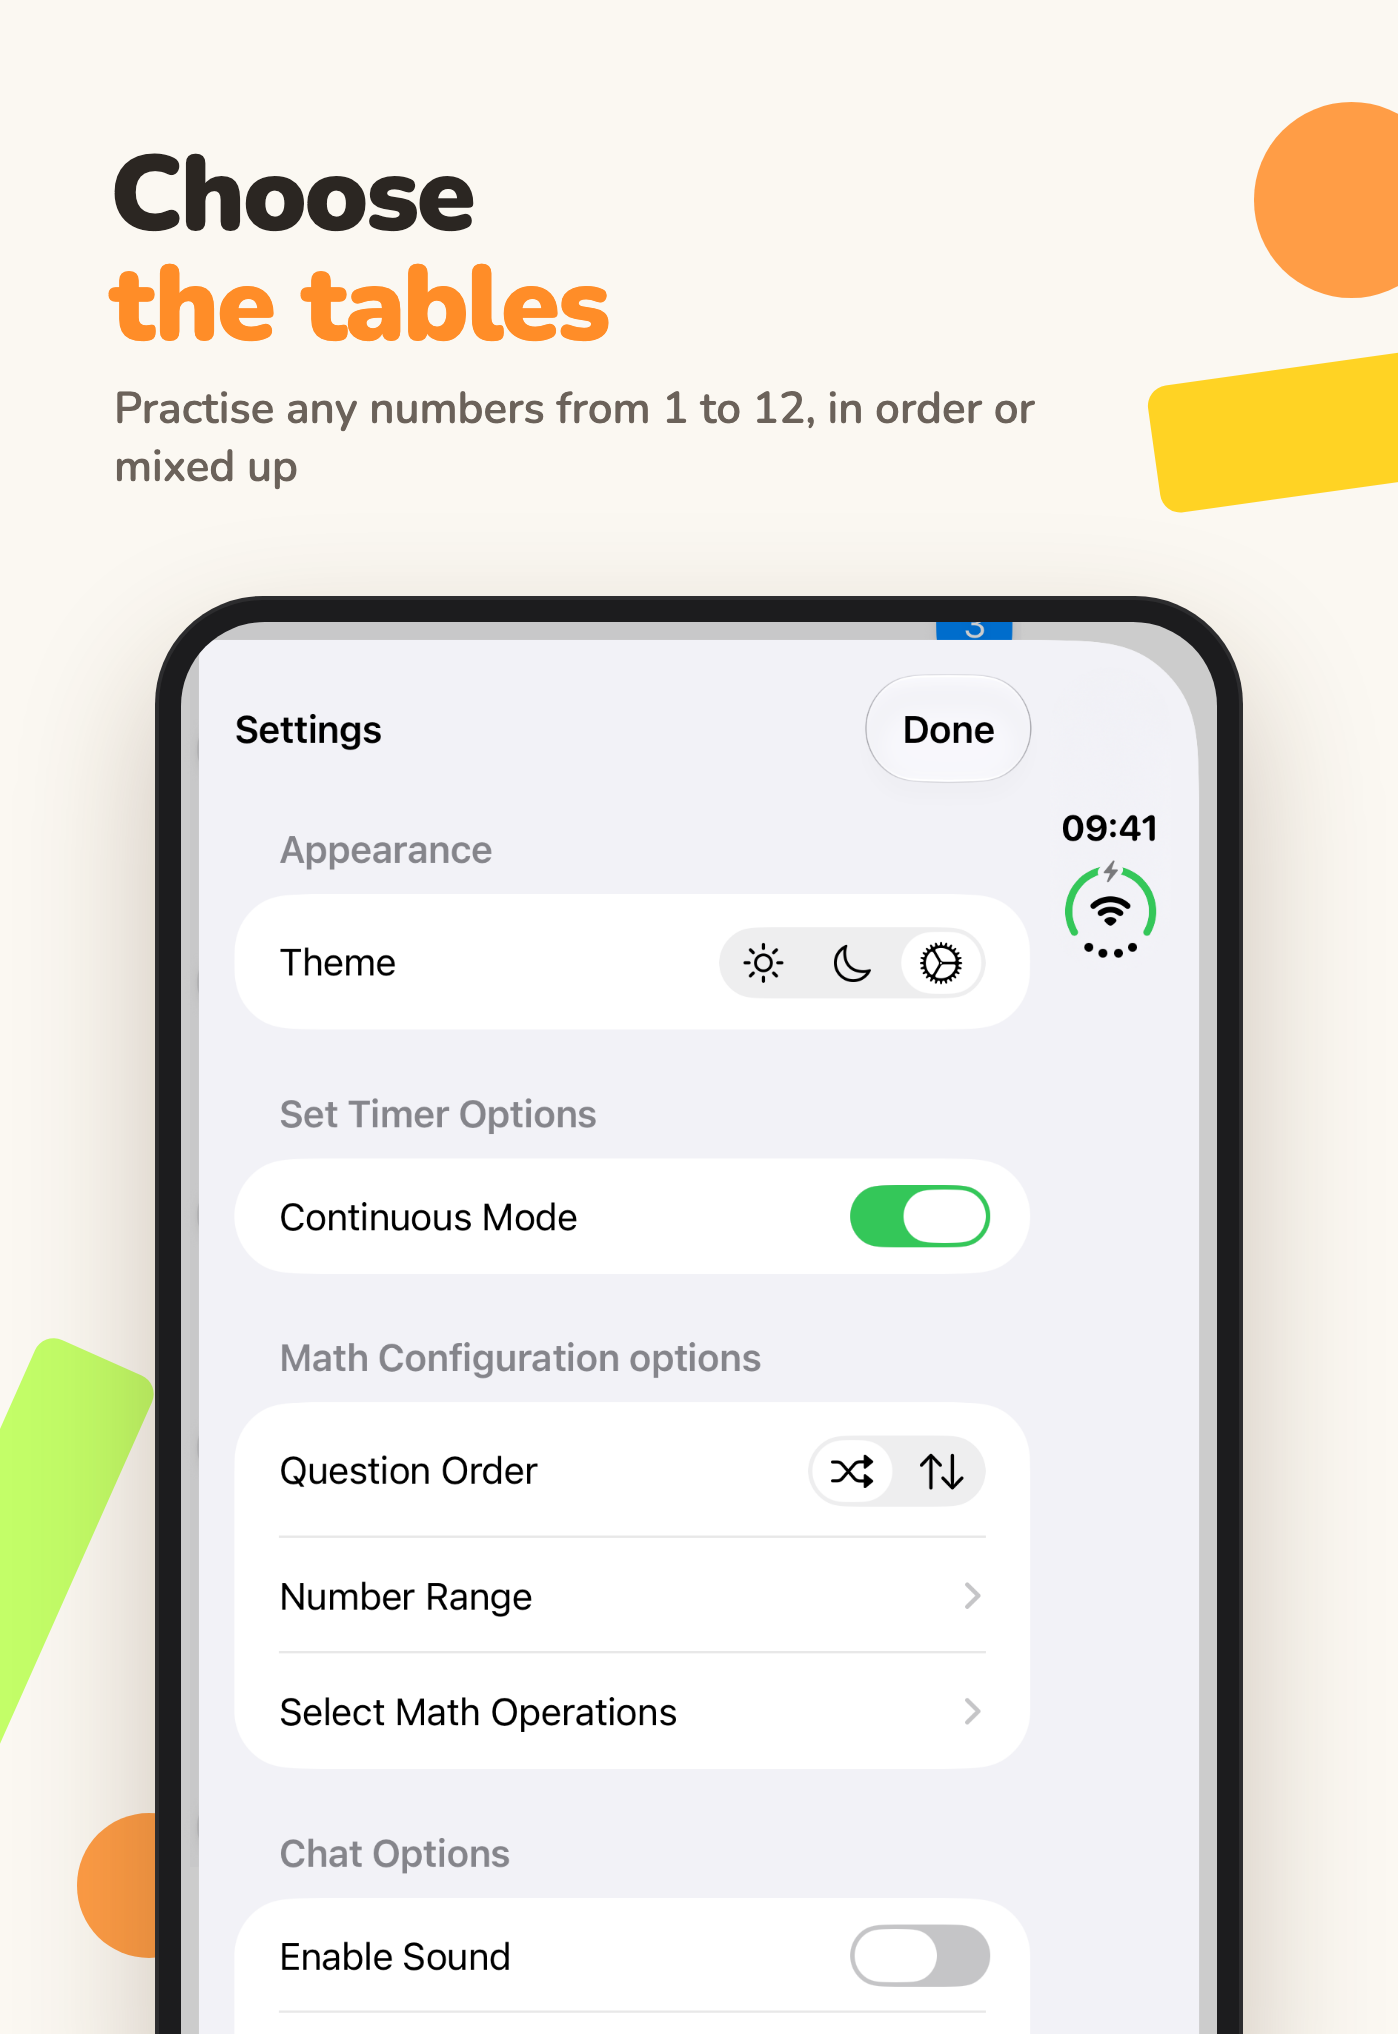 Choose
the tables
Practise any numbers from 1 to 12, in order or
mixed up
3
Settings
Done
09:41
Appearance
Theme
Set Timer Options
Continuous Mode
Math Configuration options
Question Order
Number Range
Select Math Operations
Chat Options
Enable Sound